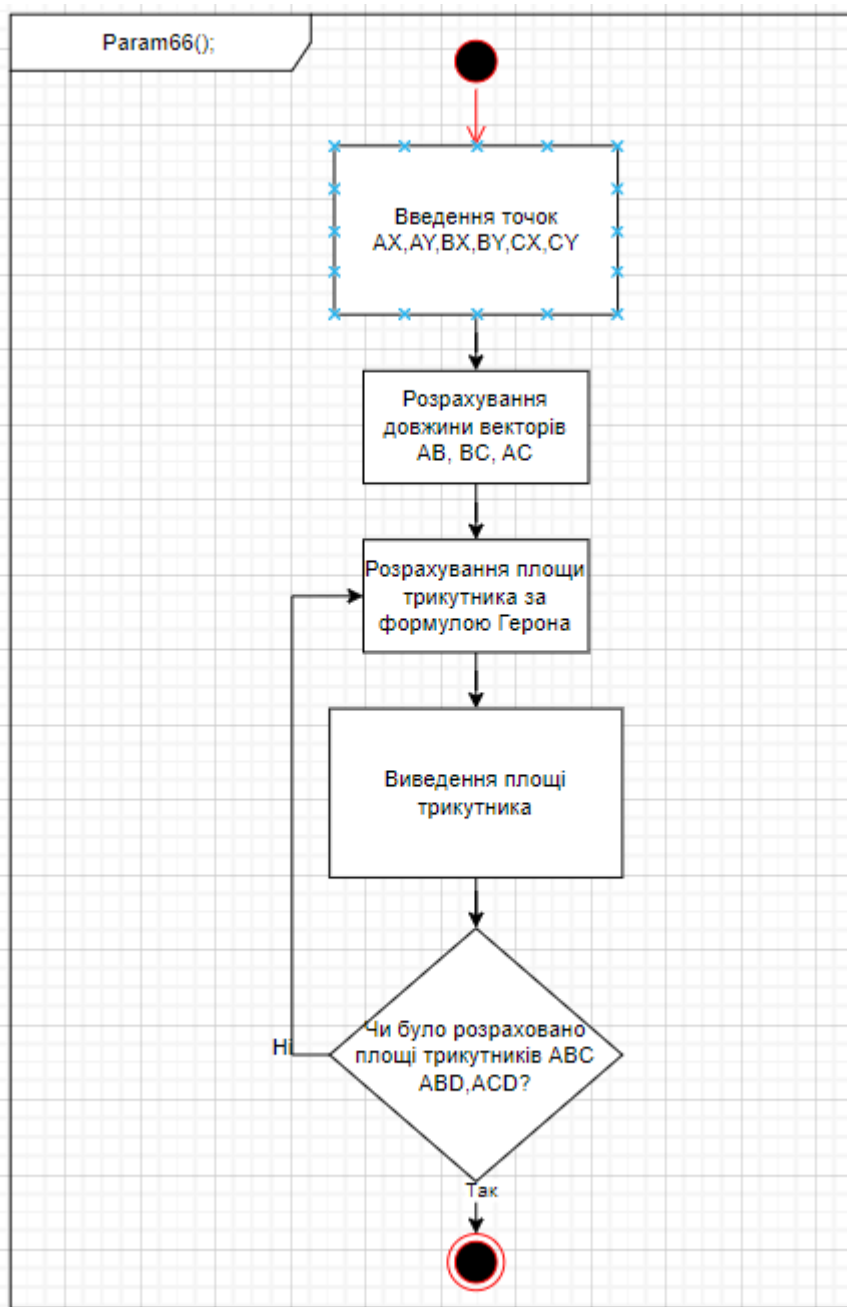 Param66();
Введення точок
AX,AY,BX,BY,CX,CY
Розрахування
довжини векторів
AB, BC, AC
Розрахування площи
трикутника за
формулою Герона
Виведення площі
трикутника
Чи було розраховано
площі трикутників ABC
ABD,ACD?
Ні
Так